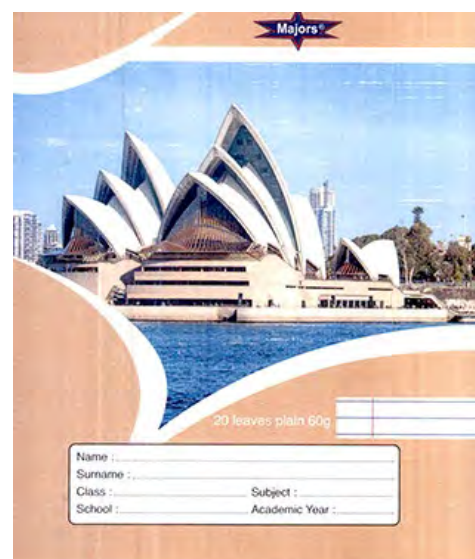 Majors®
20 leaves plain 60g
Name :
Surname :
Class : Subject :
School : Academic Year :